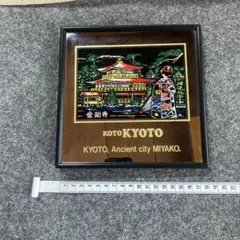 金閣寺
KOTO KYOTO
KYOTO, Ancient city MIYAKO.